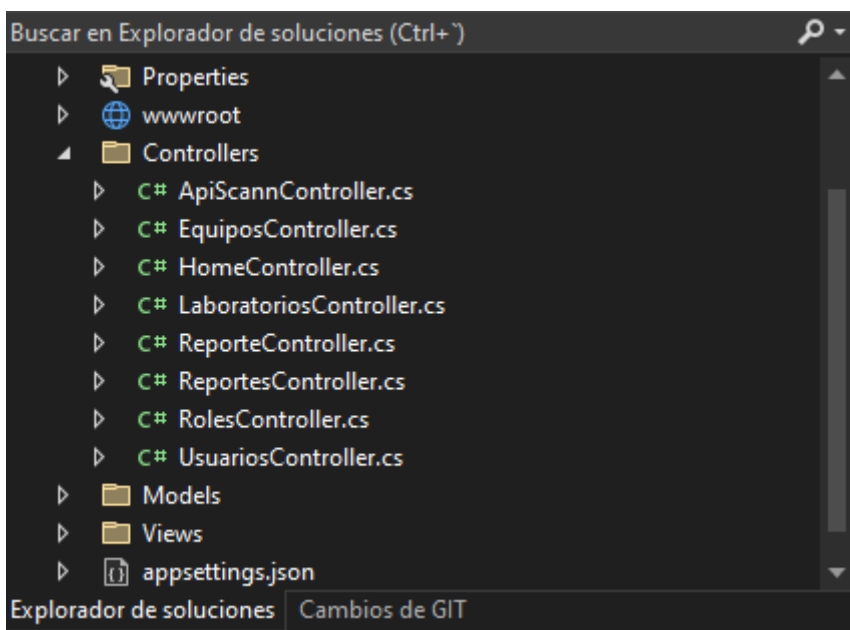 Buscar en Explorador de soluciones (Ctrl+`)
Properties
wwwroot
Controllers
C# ApiScannController.cs
C# EquiposController.cs
C# HomeController.cs
C# LaboratoriosController.cs
C# ReporteController.cs
C# ReportesController.cs
C# RolesController.cs
C# UsuariosController.cs
Models
Views
appsettings.json
Explorador de soluciones Cambios de GIT